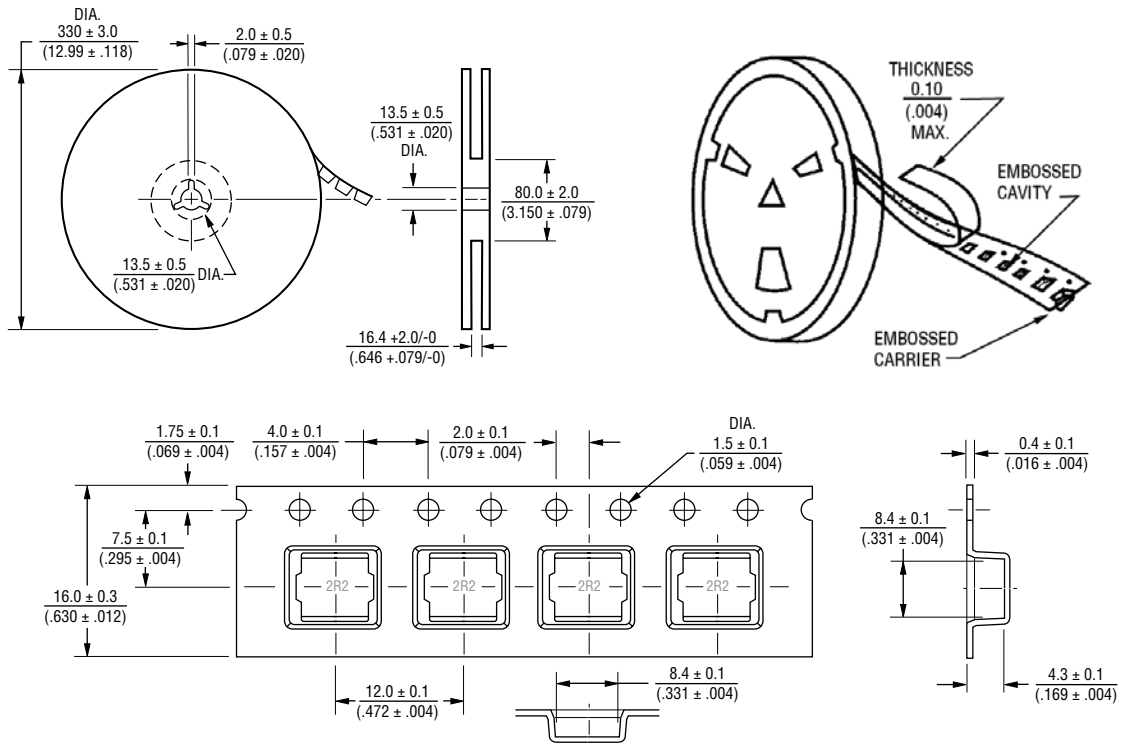 DIA.
330 ± 3.0
(12.99 ± .118)
2.0 ± 0.5
(.079 ± .020)
13.5 ± 0.5
(.531 ± .020)
DIA.
80.0 ± 2.0
(3.150 ± .079)
13.5 ± 0.5
(.531 ± .020)
DIA.
16.4 +2.0/-0
(.646 +.079/-0)
THICKNESS
0.10
(.004)
MAX.
EMBOSSED
CAVITY
EMBOSSED
CARRIER
1.75 ± 0.1
(.069 ± .004)
4.0 ± 0.1
(.157 ± .004)
2.0 ± 0.1
(.079 ± .004)
DIA.
1.5 ± 0.1
(.059 ± .004)
0.4 ± 0.1
(.016 ± .004)
7.5 ± 0.1
(.295 ± .004)
8.4 ± 0.1
(.331 ± .004)
16.0 ± 0.3
(.630 ± .012)
2R2 2R2 2R2 2R2
12.0 ± 0.1
(.472 ± .004)
8.4 ± 0.1
(.331 ± .004)
4.3 ± 0.1
(.169 ± .004)